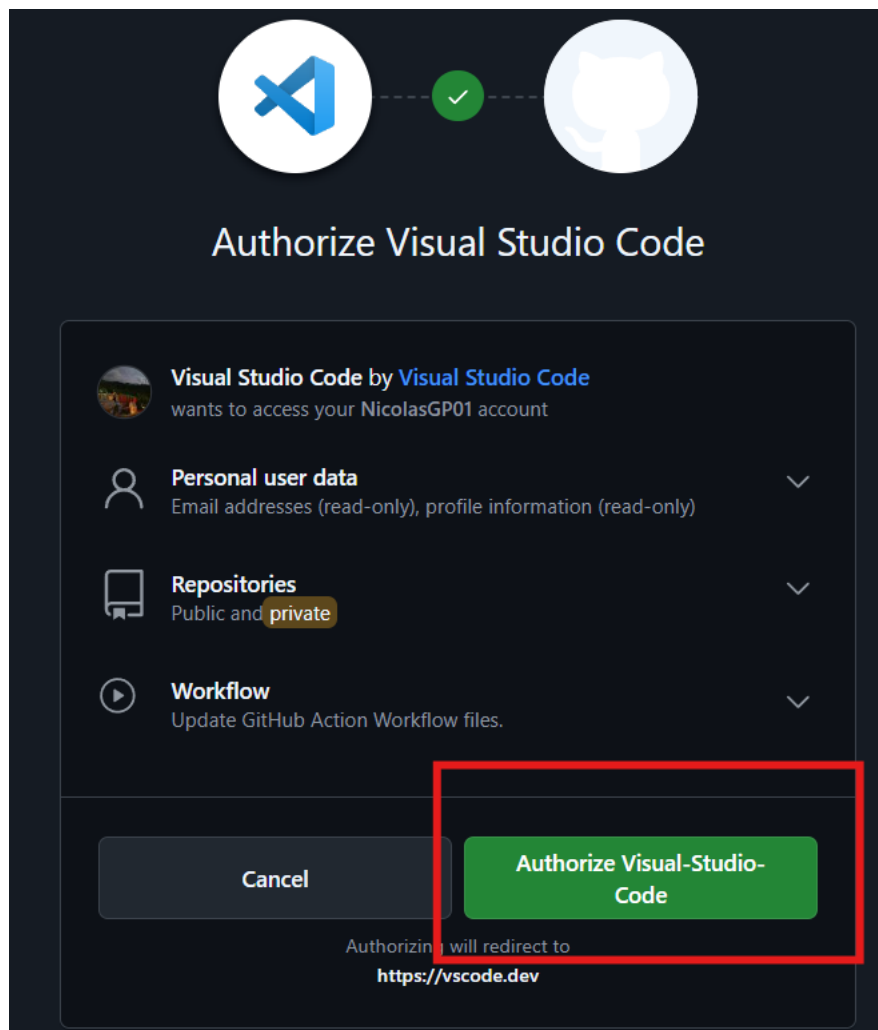 Authorize Visual Studio Code
Visual Studio Code by Visual Studio Code
wants to access your NicolasGP01 account
Personal user data
Email addresses (read-only), profile information (read-only)
Repositories
Public and private
Workflow
Update GitHub Action Workflow files.
Cancel
Authorize Visual-Studio-
Code
Authorizing will redirect to
https://vscode.dev